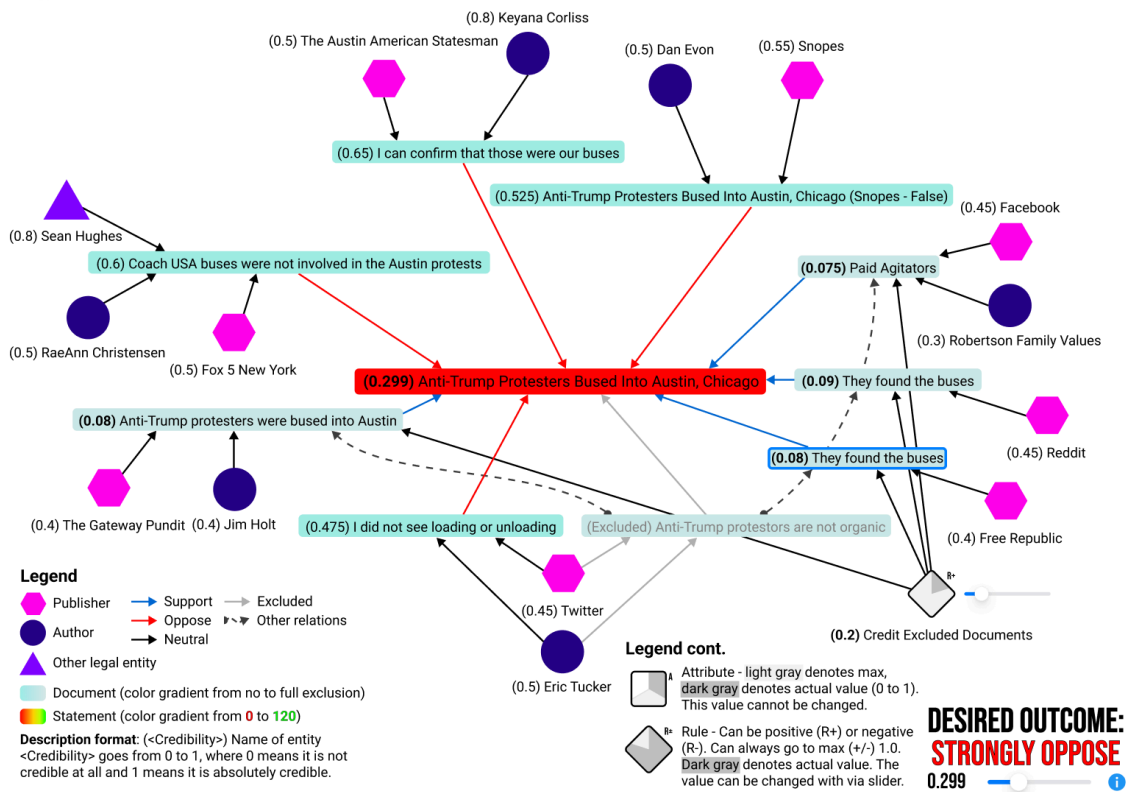 (0.8) Keyana Corliss
(0.5) The Austin American Statesman
(0.5) Dan Evon
(0.55) Snopes
(0.65) I can confirm that those were our buses
(0.525) Anti-Trump Protesters Bused Into Austin, Chicago (Snopes - False)
(0.45) Facebook
(0.8) Sean Hughes
(0.6) Coach USA buses were not involved in the Austin protests
(0.075) Paid Agitators
(0.5) RaeAnn Christensen
(0.5) Fox 5 New York
(0.3) Robertson Family Values
(0.299) Anti-Trump Protesters Bused Into Austin, Chicago
(0.09) They found the buses
(0.08) Anti-Trump protesters were bused into Austin
(0.45) Reddit
(0.08) They found the buses
(0.4) The Gateway Pundit
(0.4) Jim Holt
(0.475) I did not see loading or unloading
(Excluded) Anti-Trump protestors are not organic
(0.4) Free Republic
R+
(0.45) Twitter
(0.2) Credit Excluded Documents
(0.5) Eric Tucker
Legend
Publisher
Support
Excluded
Author
Oppose
Other relations
Neutral
Other legal entity
Document (color gradient from no to full exclusion)
Statement (color gradient from 0 to 120)
Description format: (<Credibility>) Name of entity
<Credibility> goes from 0 to 1, where 0 means it is not
credible at all and 1 means it is absolutely credible.
Legend cont.
A
Attribute - light gray denotes max,
dark gray denotes actual value (0 to 1).
This value cannot be changed.
R±
Rule - Can be positive (R+) or negative
(R-). Can always go to max (+/-) 1.0.
Dark gray denotes actual value. The
value can be changed with via slider.
DESIRED OUTCOME:
STRONGLY OPPOSE
0.299
i